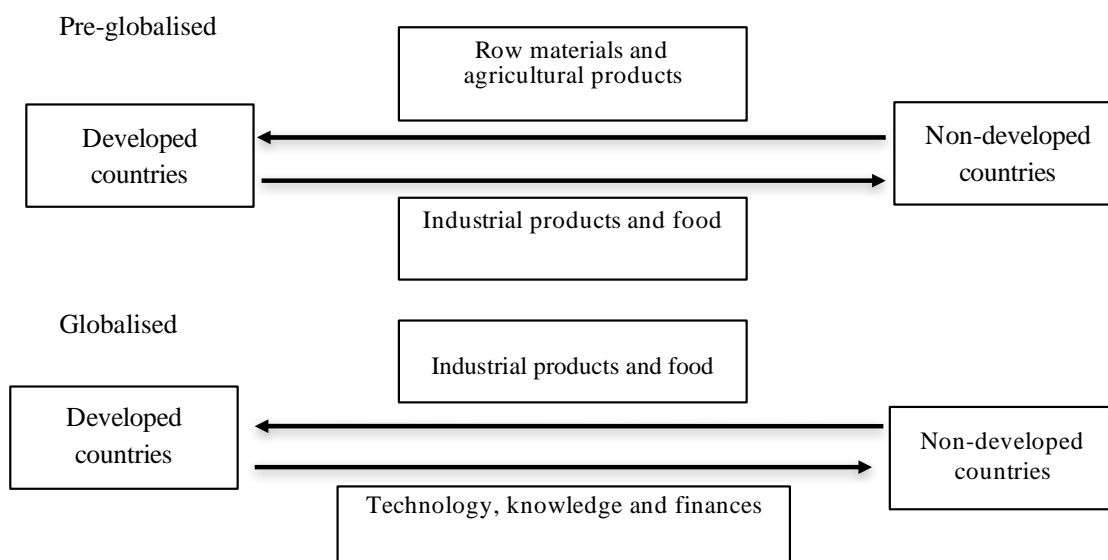 Pre-globalised
Row materials and
agricultural products
Developed
countries
Non-developed
countries
Industrial products and food
Globalised
Industrial products and food
Developed
countries
Non-developed
countries
Technology, knowledge and finances